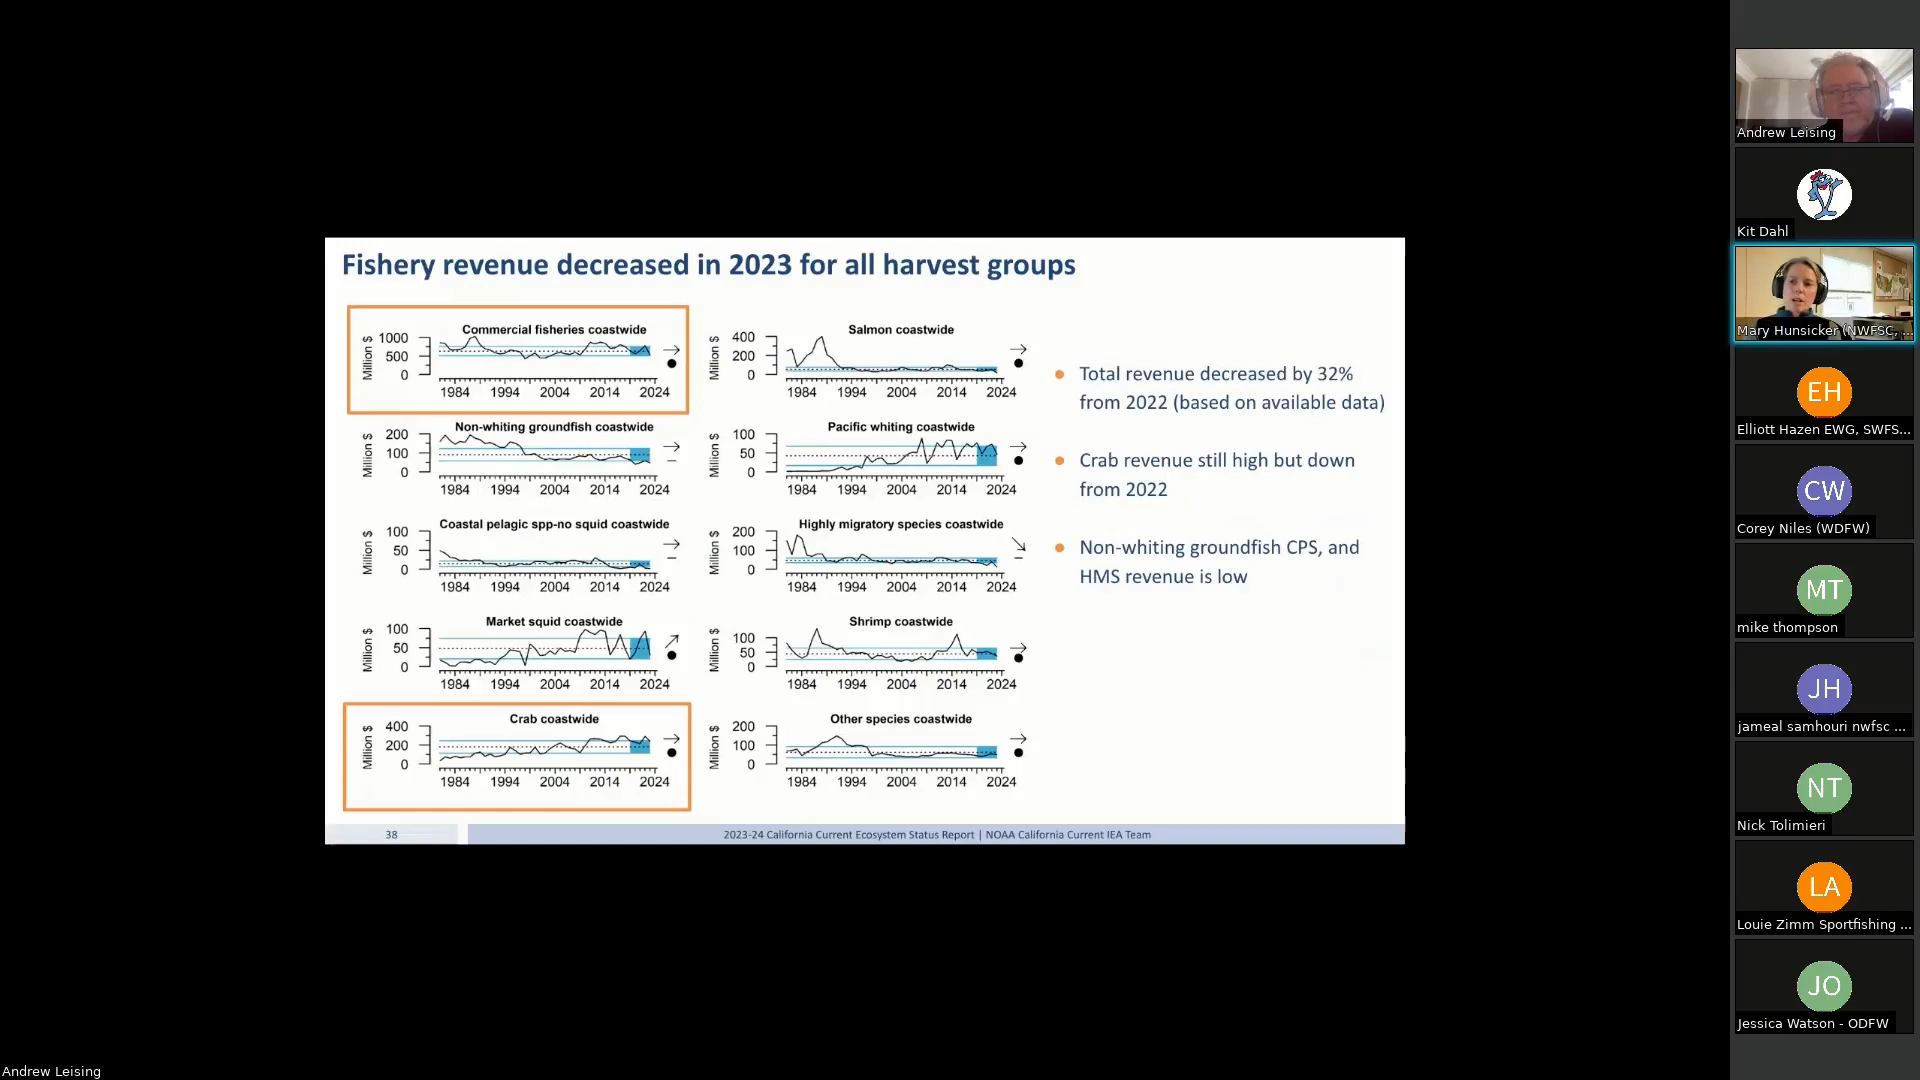 Fishery revenue decreased in 2023 for all harvest groups
Commercial fisheries coastwide
Million $
1000
500
0
1984 1994 2004 2014 2024
Salmon coastwide
Million $
400
200
0
1984 1994 2004 2014 2024
Non-whiting groundfish coastwide
Million $
200
100
0
1984 1994 2004 2014 2024
Pacific whiting coastwide
Million $
100
50
0
1984 1994 2004 2014 2024
Coastal pelagic spp-no squid coastwide
Million $
100
50
0
1984 1994 2004 2014 2024
Highly migratory species coastwide
Million $
200
100
0
1984 1994 2004 2014 2024
Market squid coastwide
Million $
100
50
0
1984 1994 2004 2014 2024
Shrimp coastwide
Million $
100
50
0
1984 1994 2004 2014 2024
Crab coastwide
Million $
400
200
0
1984 1994 2004 2014 2024
Other species coastwide
Million $
200
100
0
1984 1994 2004 2014 2024
Total revenue decreased by 32%
from 2022 (based on available data)
Crab revenue still high but down
from 2022
Non-whiting groundfish CPS, and
HMS revenue is low
38
2023-24 California Current Ecosystem Status Report | NOAA California Current IEA Team
Andrew Leising
Kit Dahl
Mary Hunsicker (NWFSC, ...
EH
Elliott Hazen EWG, SWFS...
CW
Corey Niles (WDFW)
MT
mike thompson
JH
jameal samhouri nwfsc ...
NT
Nick Tolimieri
LA
Louie Zimm Sportfishing ...
JO
Jessica Watson - ODFW
Andrew Leising